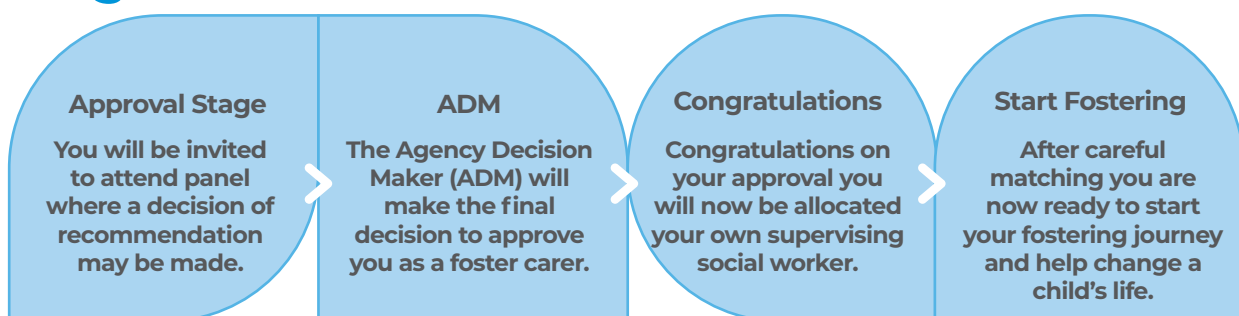 Approval Stage
You will be invited
to attend panel
where a decision of
recommendation
may be made.
ADM
The Agency Decision
Maker (ADM) will
make the final
decision to approve
you as a foster carer.
Congratulations
Congratulations on
your approval you
will now be allocated
your own supervising
social worker.
Start Fostering
After careful
matching you are
now ready to start
your fostering journey
and help change a
child's life.